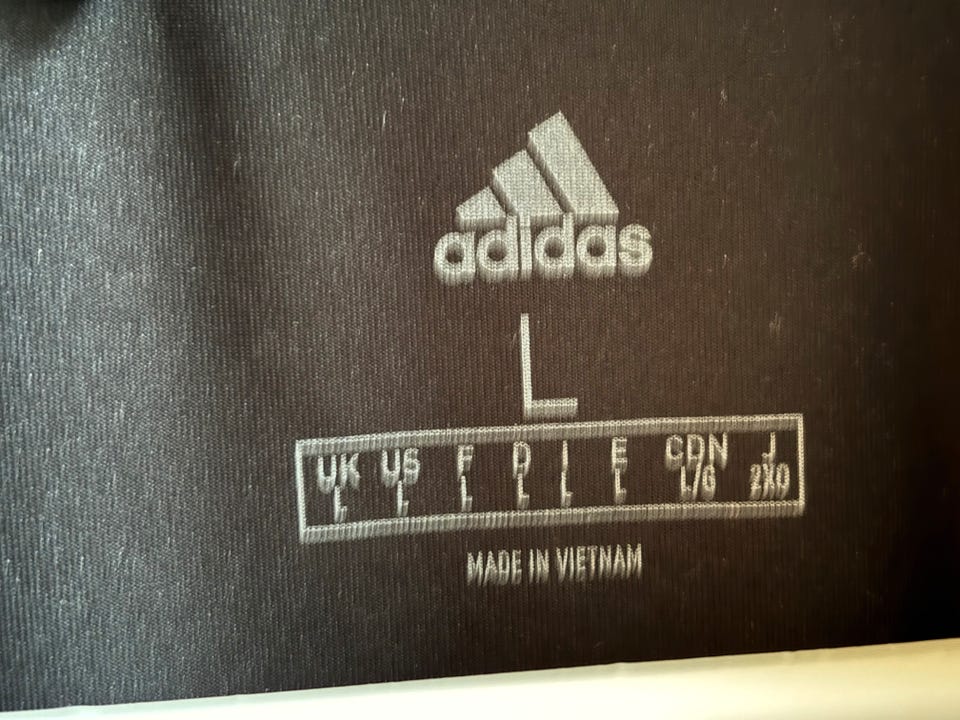 adidas
L
UK US F D I E CDN J
L L L L L L L/G 2XO
MADE IN VIETNAM